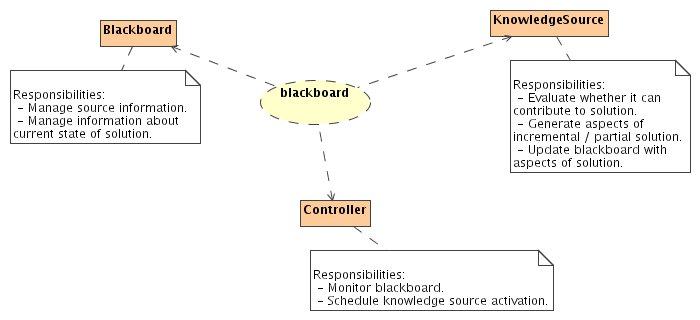 Blackboard
KnowledgeSource
Responsibilities:
- Manage source information.
- Manage information about
current state of solution.
blackboard
Responsibilities:
- Evaluate whether it can
contribute to solution.
- Generate aspects of
incremental / partial solution.
- Update blackboard with
aspects of solution.
Controller
Responsibilities:
- Monitor blackboard.
- Schedule knowledge source activation.